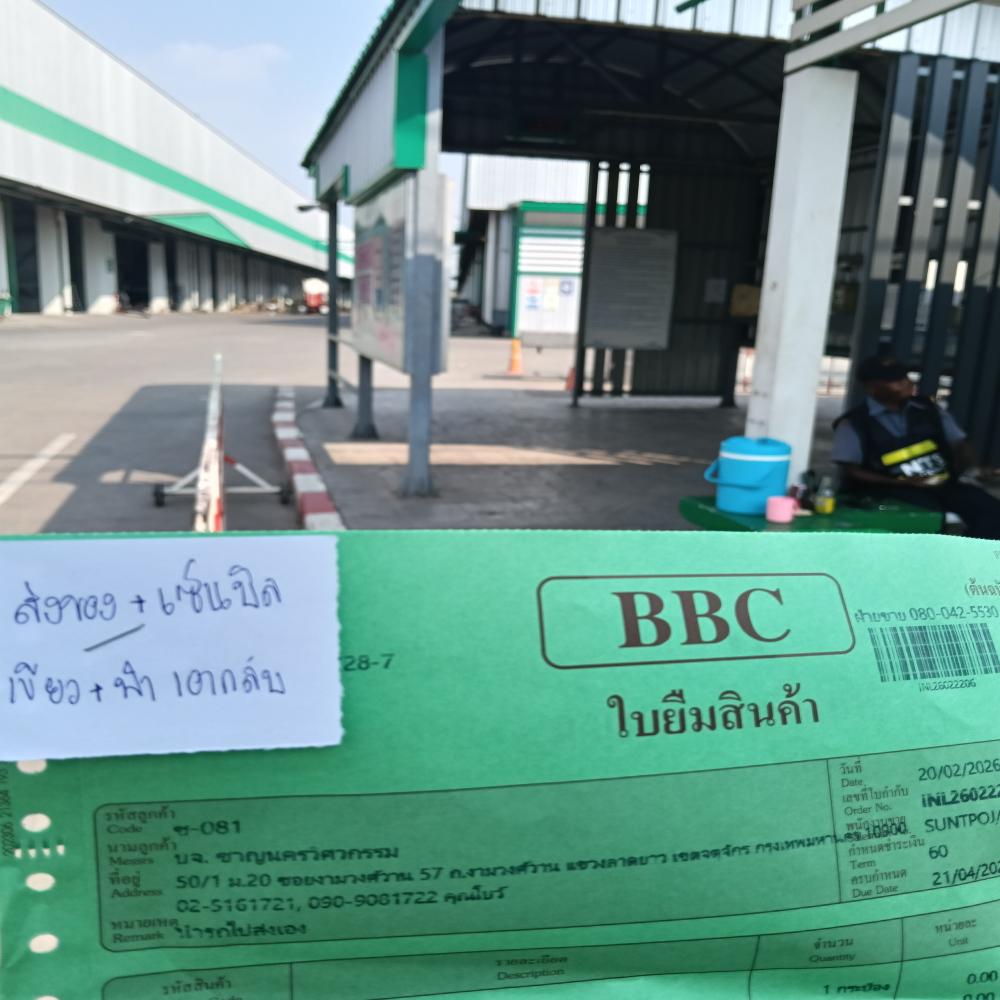 ส่งของ + เซ็นบิล
เขียว + ฟ้า เอากลับ
28-7
BBC
ใบยืมสินค้า
ฝ่ายขาย 080-042-5530
INL26022206
รหัสลูกค้า
Code
ช-081
นามลูกค้า
Messrs
บจ. ชาญนครวิศวกรรม
ที่อยู่
Address
50/1 ม.20 ซอยงามวงศ์วาน 57 ถ.งามวงศ์วาน แขวงลาดยาว เขตจตุจักร กรุงเทพมหานคร 10900
02-5161721, 090-9081722 คุณโบว์
หมายเหตุ
Remark
นำรถไปส่งเอง
วันที่
Date
20/02/2026
เลขที่ใบกำกับ
Order No.
INL260222
พนักงานขาย
SUNTPOJ/
กำหนดชำระเงิน
Term
60
ครบกำหนด
Due Date
21/04/202
รหัสสินค้า
รายละเอียด
Description
จำนวน
Quantity
หน่วยละ
Unit
1 กระป๋อง
0.00